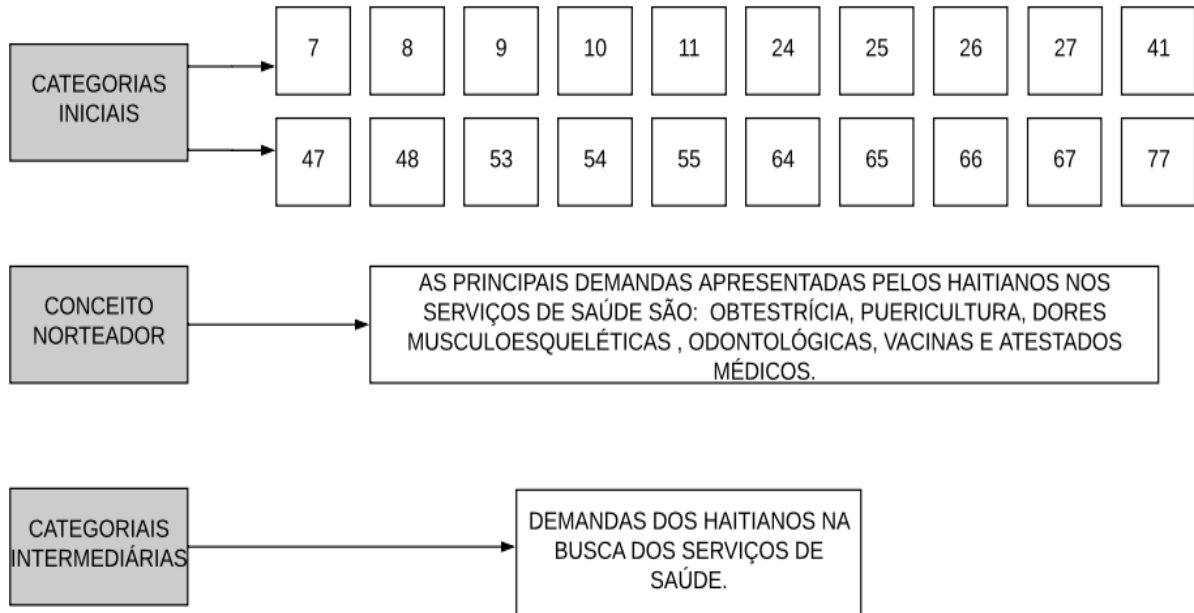 CATEGORIAS
INICIAIS
7 8 9 10 11 24 25 26 27 41
47 48 53 54 55 64 65 66 67 77
CONCEITO
NORTEADOR
AS PRINCIPAIS DEMANDAS APRESENTADAS PELOS HAITIANOS NOS
SERVIÇOS DE SAÚDE SÃO: OBTESTRÍCIA, PUERICULTURA, DORES
MUSCULOESQUELÉTICAS , ODONTOLÓGICAS, VACINAS E ATESTADOS
MÉDICOS.
CATEGORIAIS
INTERMEDIÁRIAS
DEMANDAS DOS HAITIANOS NA
BUSCA DOS SERVIÇOS DE
SAÚDE.